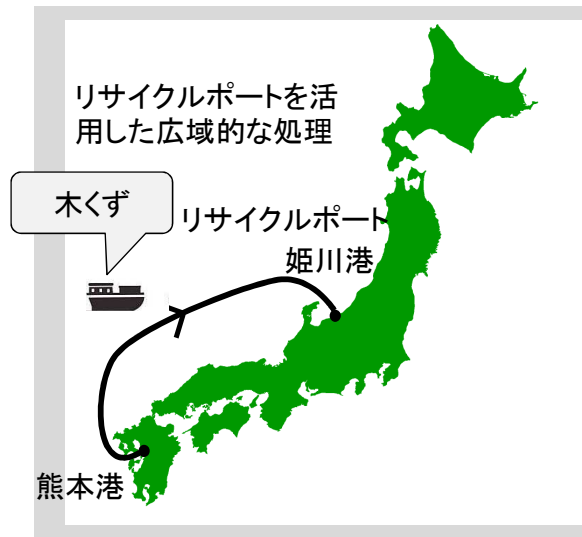 リサイクルポートを活
用した広域的な処理
木くず
リサイクルポート
姫川港
熊本港